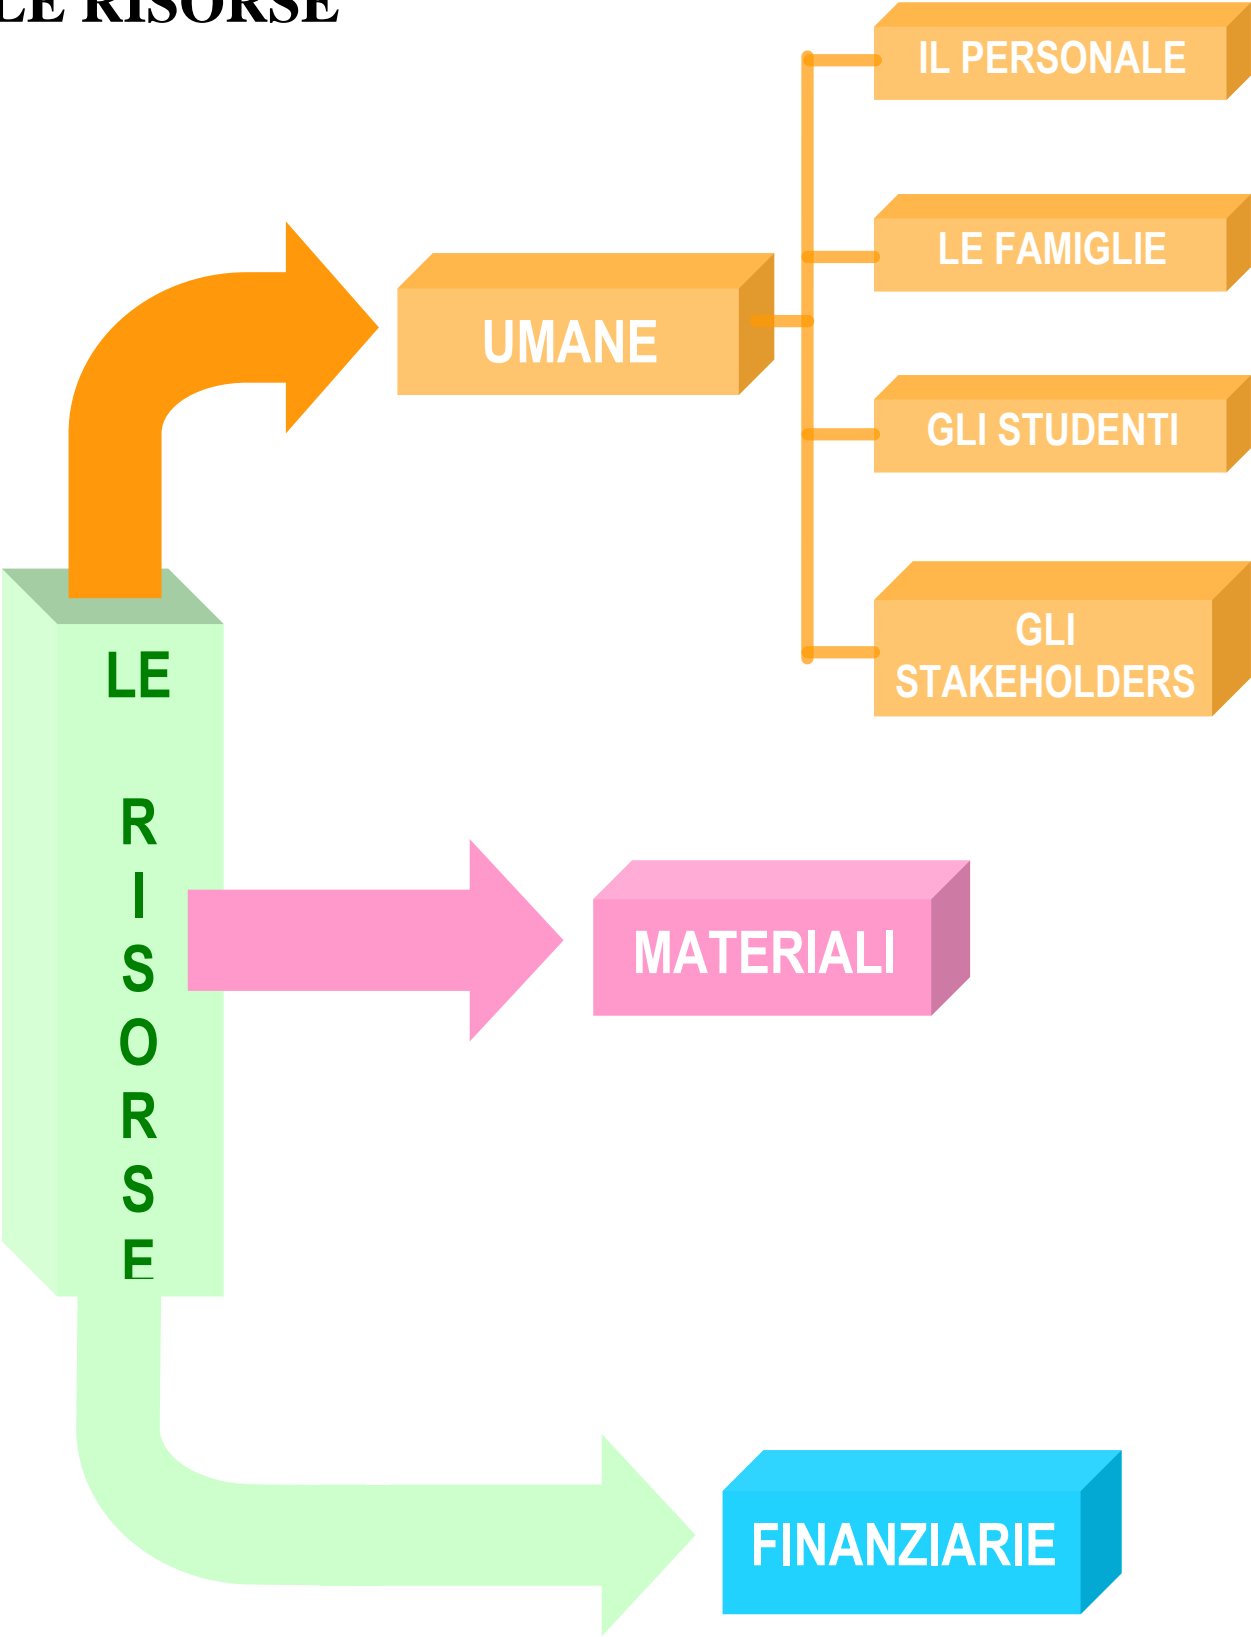 LE RISORSE
IL PERSONALE
LE FAMIGLIE
UMANE
GLI STUDENTI
GLI
STAKEHOLDERS
LE
R
I
S
O
R
S
E
MATERIALI
FINANZIARIE